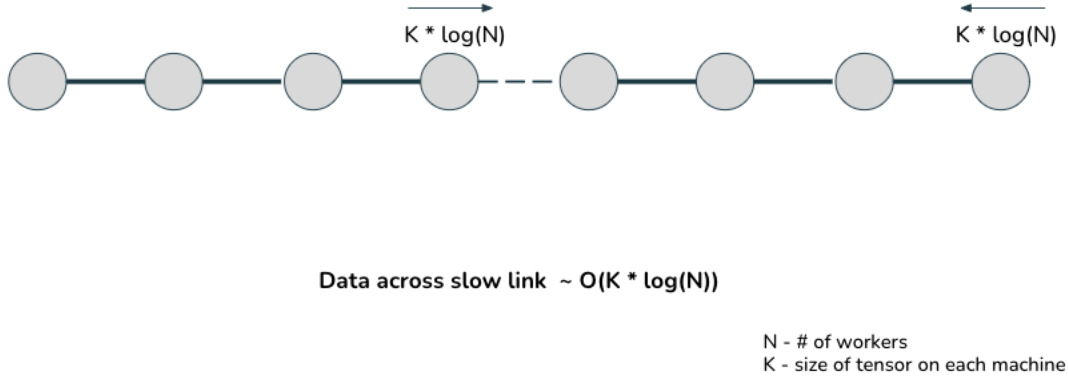 K * log(N)
K * log(N)
Data across slow link ~ O(K * log(N))
N - # of workers
K - size of tensor on each machine